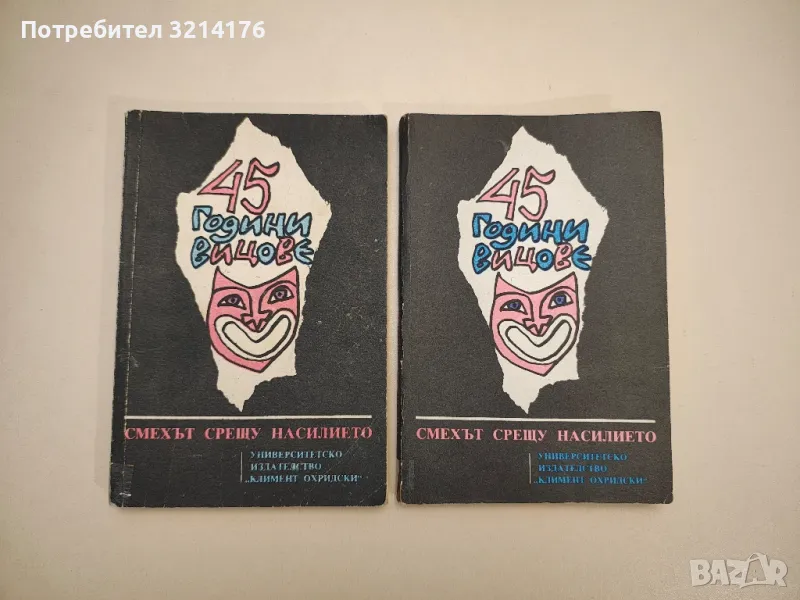 Потребител 3214176
45
ГОДИНИ
ВИЦОВЕ
СМЕХЪТ СРЕЩУ НАСИЛИЕТО
УНИВЕРСИТЕТСКО
ИЗДАТЕЛСТВО
„КЛИМЕНТ ОХРИДСКИ“
45
ГОДИНИ
ВИЦОВЕ
СМЕХЪТ СРЕЩУ НАСИЛИЕТО
УНИВЕРСИТЕТСКО
ИЗДАТЕЛСТВО
„КЛИМЕНТ ОХРИДСКИ“
BAZAR